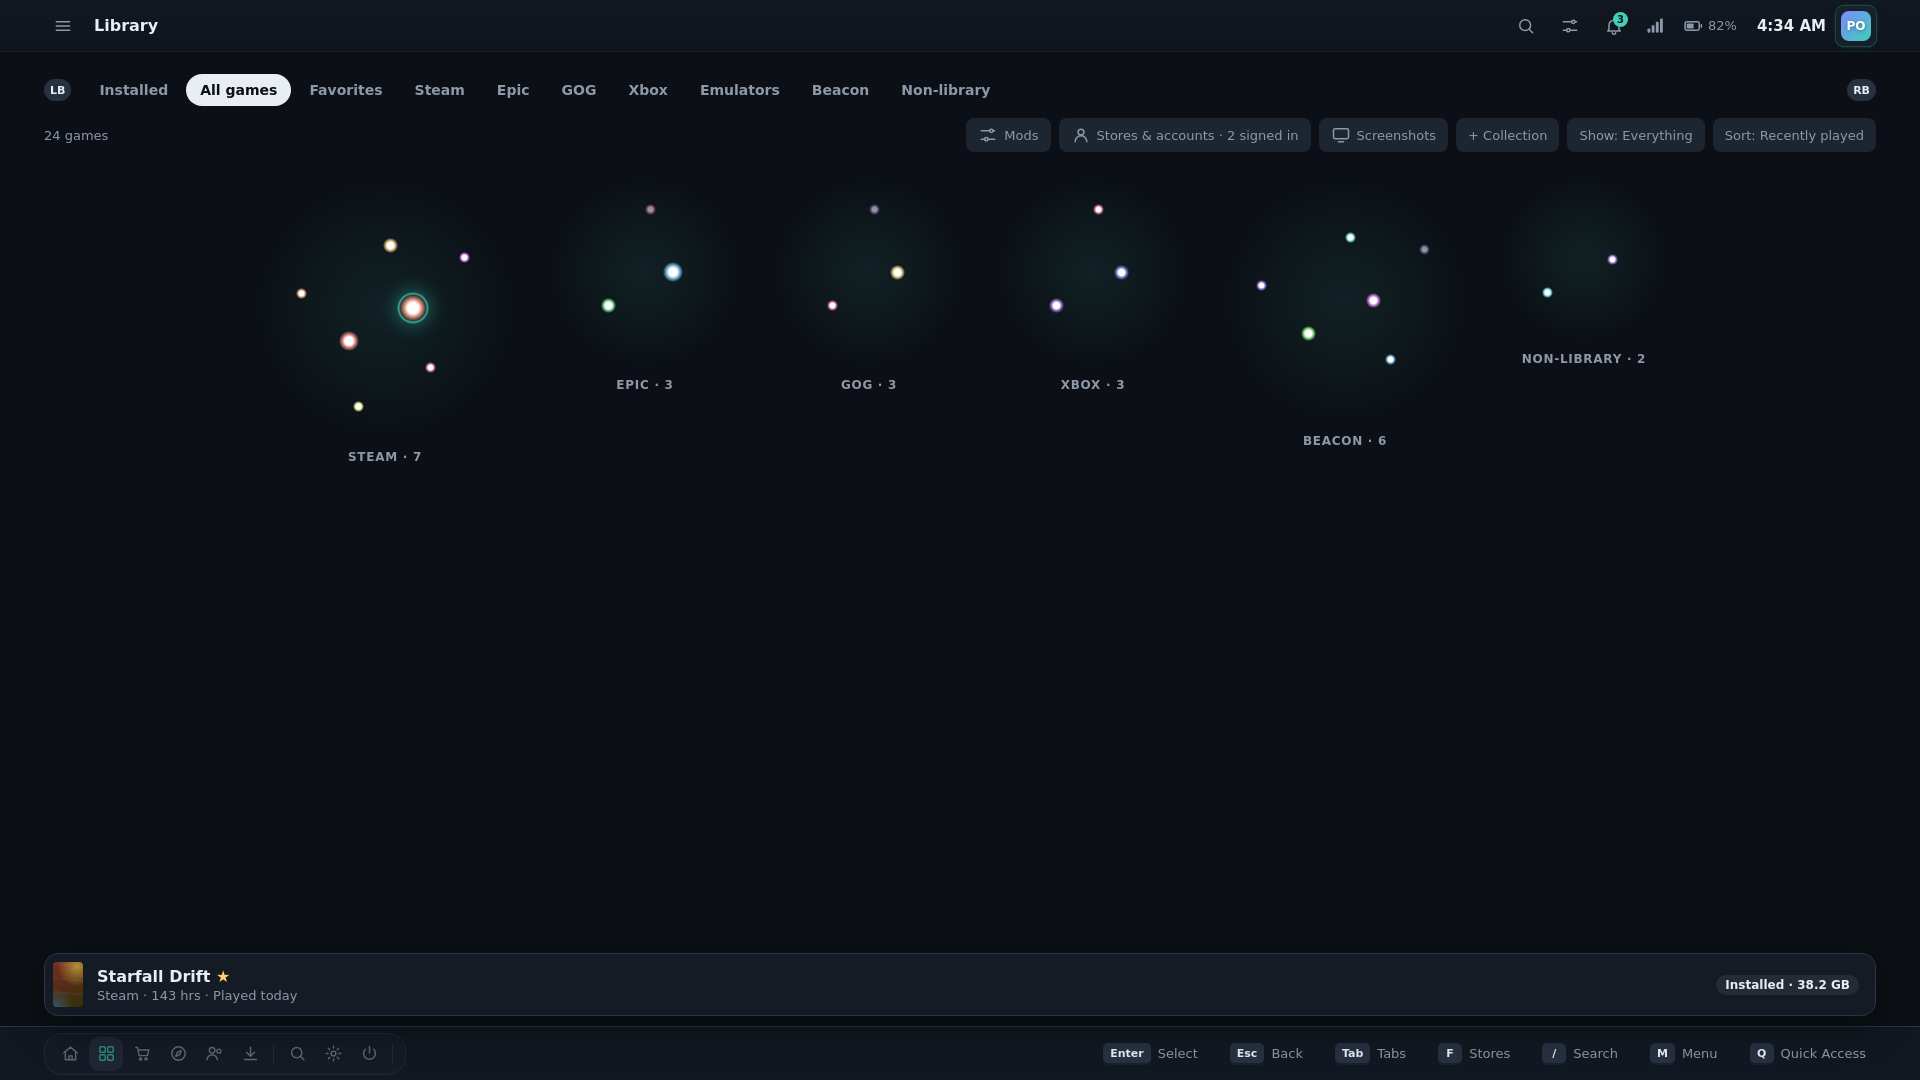 Library
3
82%
4:34 AM
PO
LB
Installed
All games
Favorites
Steam
Epic
GOG
Xbox
Emulators
Beacon
Non-library
RB
24 games
Mods
Stores & accounts · 2 signed in
Screenshots
+ Collection
Show: Everything
Sort: Recently played
STEAM · 7
EPIC · 3
GOG · 3
XBOX · 3
BEACON · 6
NON-LIBRARY · 2
Starfall Drift ★
Steam · 143 hrs · Played today
Installed · 38.2 GB
Enter Select
Esc Back
Tab Tabs
F Stores
/ Search
M Menu
Q Quick Access